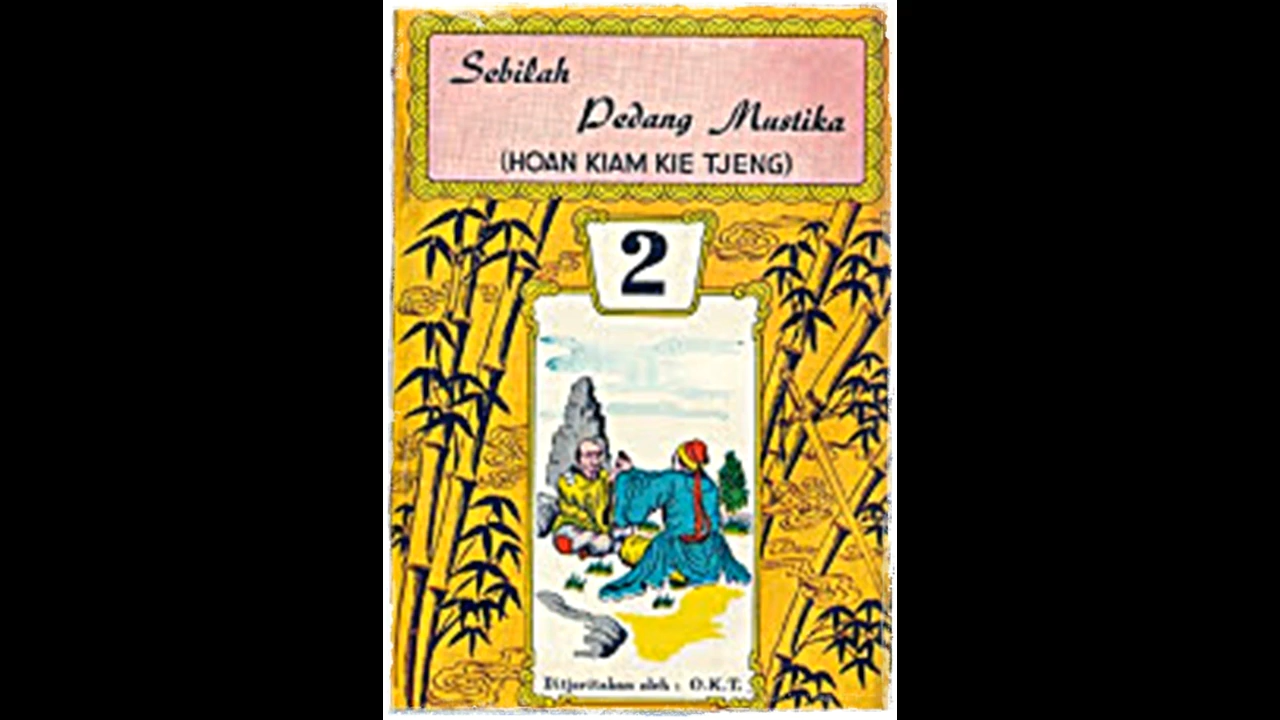 Sebilah
Pedang Mustika
(HOAN KIAM KIE TJENG)
2
Ditjeritakan oleh : O.K.T.